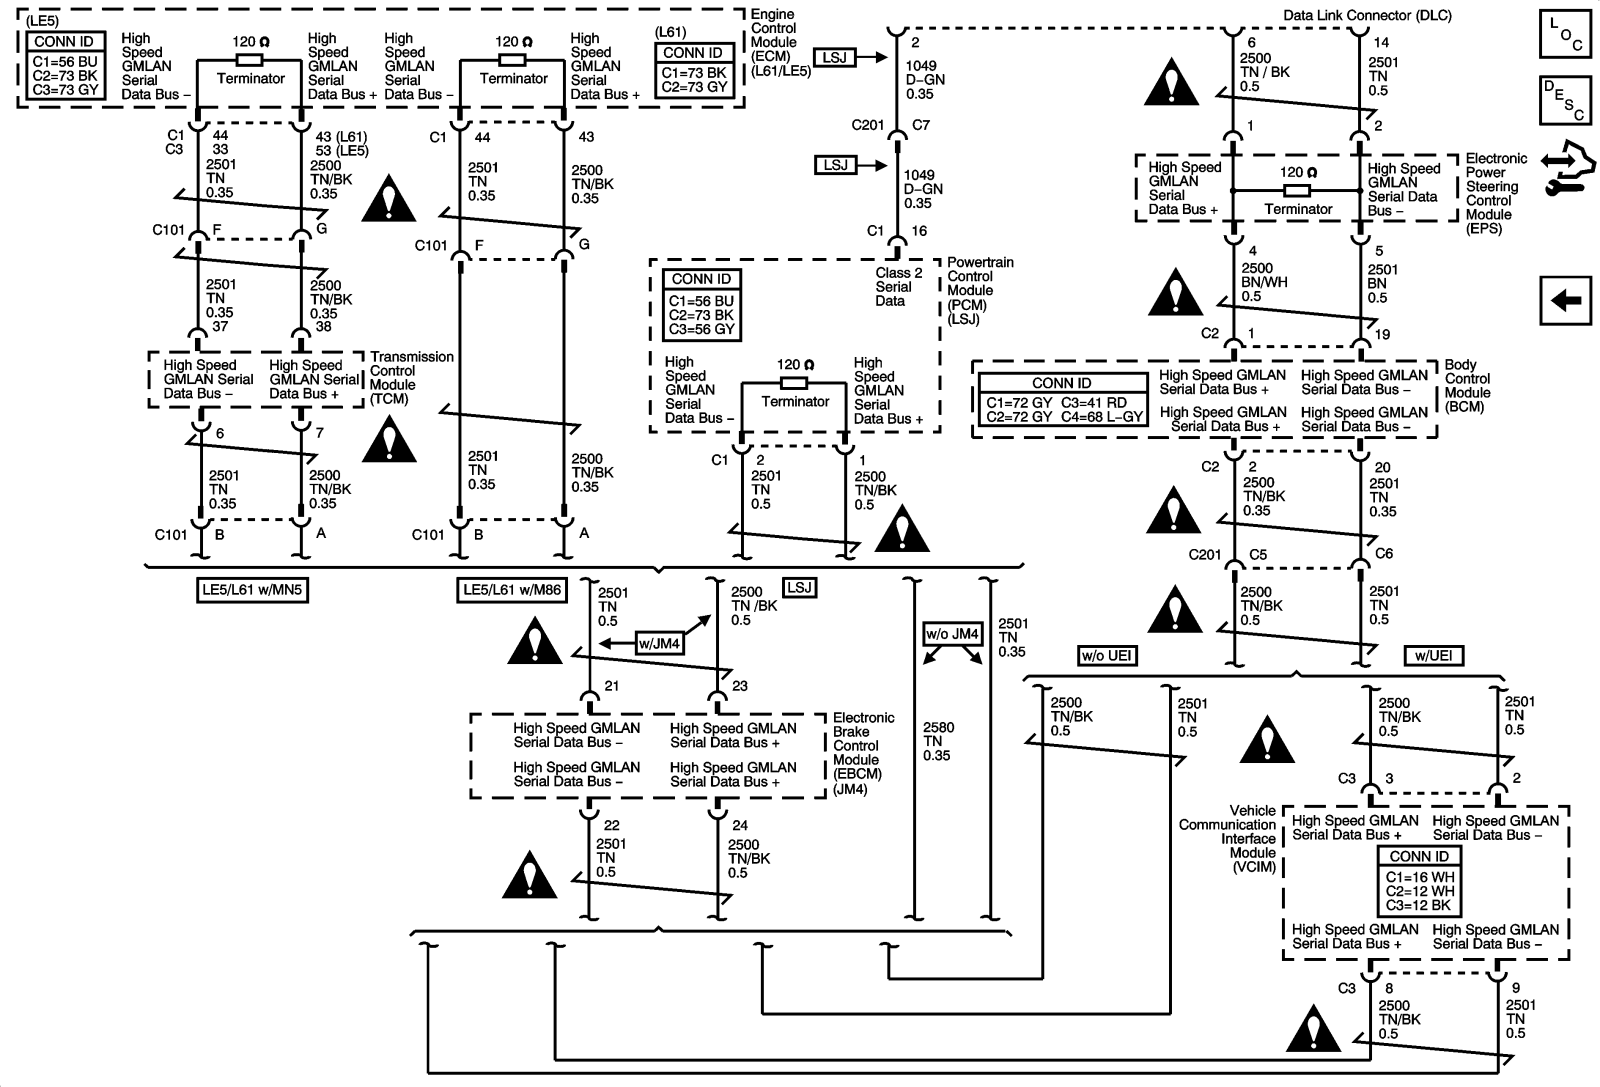 (LE5)
CONN ID
C1=56 BU
C2=73 BK
C3=73 GY
High
Speed
GMLAN
Serial
Data Bus –
120 Ω
Terminator
High
Speed
GMLAN
Serial
Data Bus +
High
Speed
GMLAN
Serial
Data Bus –
120 Ω
Terminator
High
Speed
GMLAN
Serial
Data Bus +
(L61)
CONN ID
C1=73 BK
C2=73 GY
Engine
Control
Module
(ECM)
(L61/LE5)
C1 44
C3 33
43 (L61)
53 (LE5)
2501
TN
0.35
2500
TN/BK
0.35
C101 F G
2501
TN
0.35
37
2500
TN/BK
0.35
38
High Speed
GMLAN Serial
Data Bus –
High Speed
GMLAN Serial
Data Bus +
Transmission
Control
Module
(TCM)
6 7
2501
TN
0.35
2500
TN/BK
0.35
C101 B A
C1 44 43
2501
TN
0.35
2500
TN/BK
0.35
C101 F G
2501
TN
0.35
2500
TN/BK
0.35
C101 B A
LSJ
2
1049
D–GN
0.35
C201 C7
LSJ
1049
D–GN
0.35
C1 16
Class 2
Serial
Data
Powertrain
Control
Module
(PCM)
(LSJ)
CONN ID
C1=56 BU
C2=73 BK
C3=56 GY
High
Speed
GMLAN
Serial
Data Bus –
120 Ω
Terminator
High
Speed
GMLAN
Serial
Data Bus +
C1 2 1
2501
TN
0.5
2500
TN/BK
0.5
Data Link Connector (DLC)
6 14
2500
TN / BK
0.5
2501
TN
0.5
1 2
High Speed
GMLAN
Serial
Data Bus +
120 Ω
Terminator
High Speed
GMLAN
Serial Data
Bus –
Electronic
Power
Steering
Control
Module
(EPS)
4 5
2500
BN/WH
0.5
2501
BN
0.5
C2 1 19
CONN ID
C1=72 GY C3=41 RD
C2=72 GY C4=68 L–GY
High Speed GMLAN
Serial Data Bus +
High Speed GMLAN
Serial Data Bus –
High Speed GMLAN
Serial Data Bus +
High Speed GMLAN
Serial Data Bus –
Body
Control
Module
(BCM)
C2 2 20
2500
TN/BK
0.35
2501
TN
0.35
C201 C5 C6
2500
TN/BK
0.5
2501
TN
0.5
LOC
DESC
LE5/L61 w/MN5
LE5/L61 w/M86
LSJ
2501
TN
0.5
w/JM4
2500
TN /BK
0.5
21 23
High Speed GMLAN
Serial Data Bus –
High Speed GMLAN
Serial Data Bus +
High Speed GMLAN
Serial Data Bus –
High Speed GMLAN
Serial Data Bus +
Electronic
Brake
Control
Module
(EBCM)
(JM4)
22 24
2501
TN
0.5
2500
TN/BK
0.5
w/o JM4
2501
TN
0.35
2580
TN
0.35
w/o UEI
w/UEI
2500
TN/BK
0.5
2501
TN
0.5
2500
TN/BK
0.5
2501
TN
0.5
C3 3 2
Vehicle
Communication
Interface
Module
(VCIM)
High Speed GMLAN
Serial Data Bus +
High Speed GMLAN
Serial Data Bus –
CONN ID
C1=16 WH
C2=12 WH
C3=12 BK
High Speed GMLAN
Serial Data Bus +
High Speed GMLAN
Serial Data Bus –
C3 8 9
2500
TN/BK
0.5
2501
TN
0.5